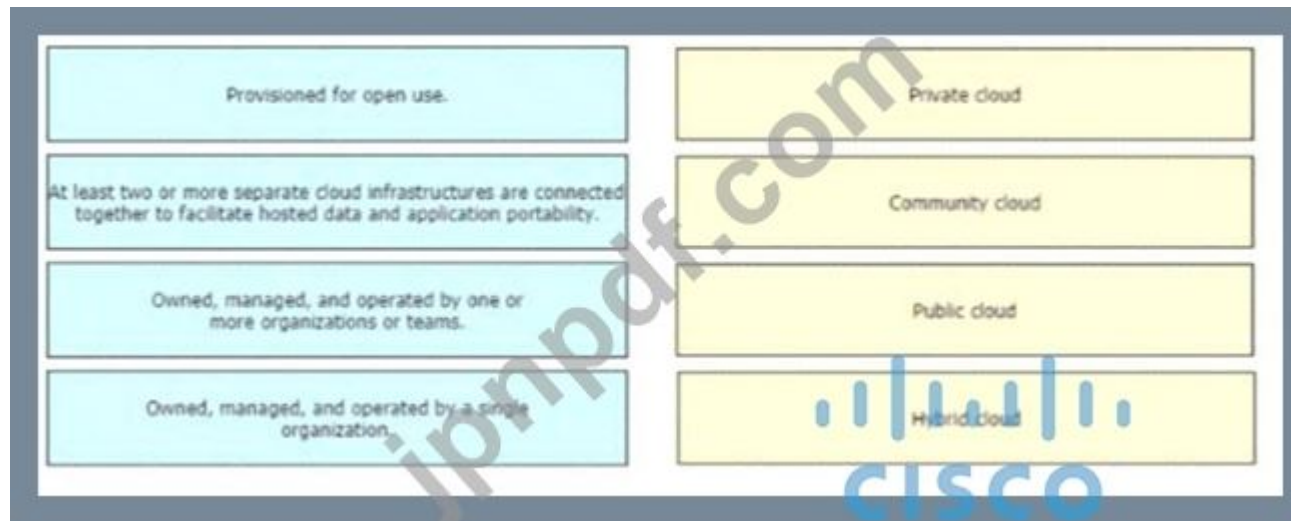 Provisioned for open use.
Private cloud
At least two or more separate cloud infrastructures are connected
together to facilitate hosted data and application portability.
Community cloud
Owned, managed, and operated by one or
more organizations or teams.
Public cloud
Owned, managed, and operated by a single
organization.
Hybrid cloud
jpnpdf.com
CISCO